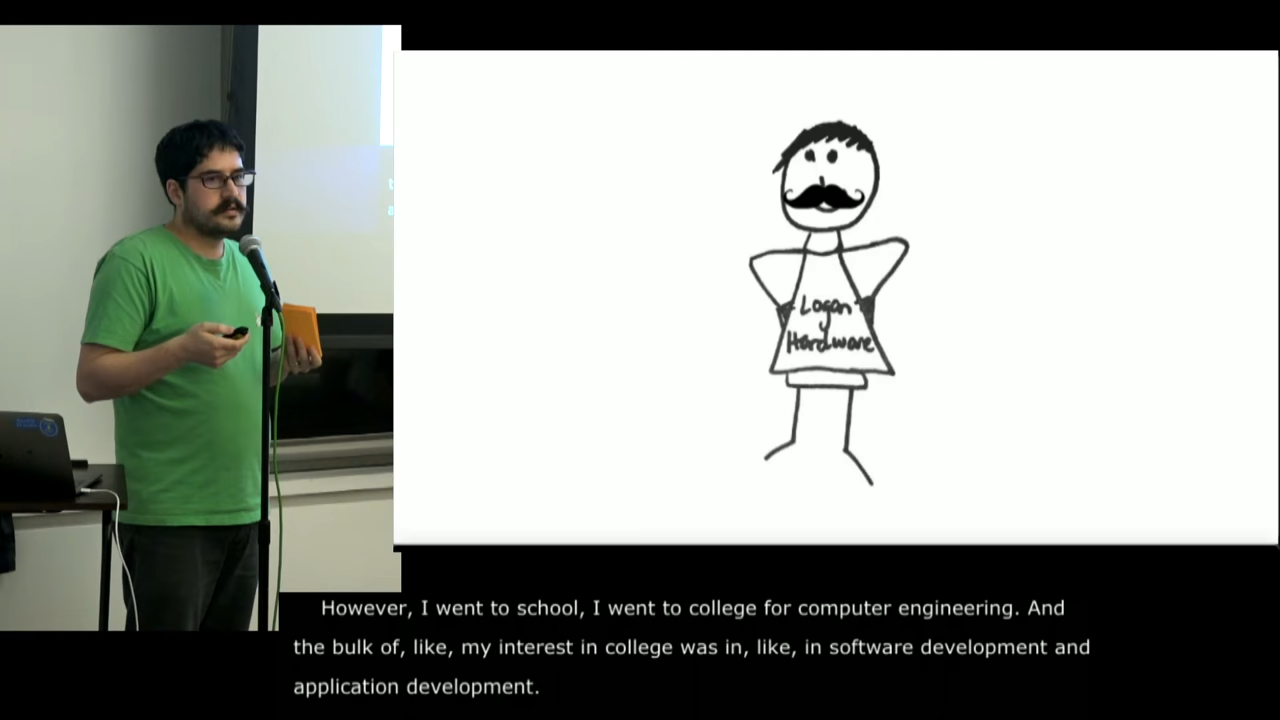 Logan
Hardware
However, I went to school, I went to college for computer engineering. And
the bulk of, like, my interest in college was in, like, in software development and
application development.